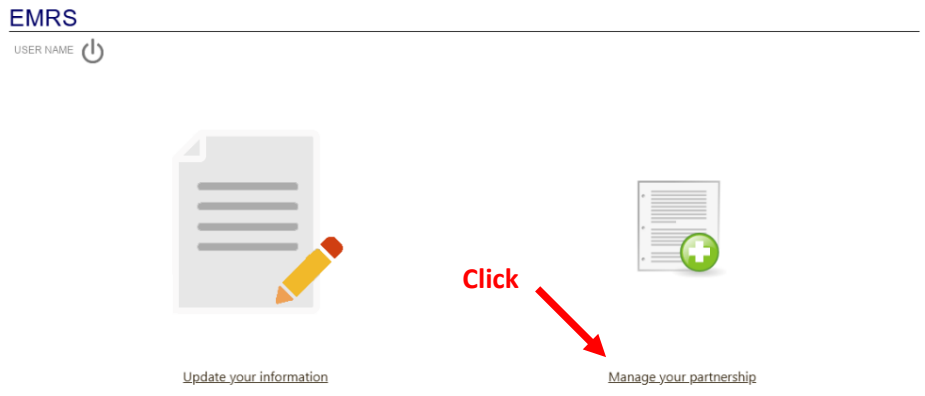 EMRS
USER NAME
Click
Update your information
Manage your partnership